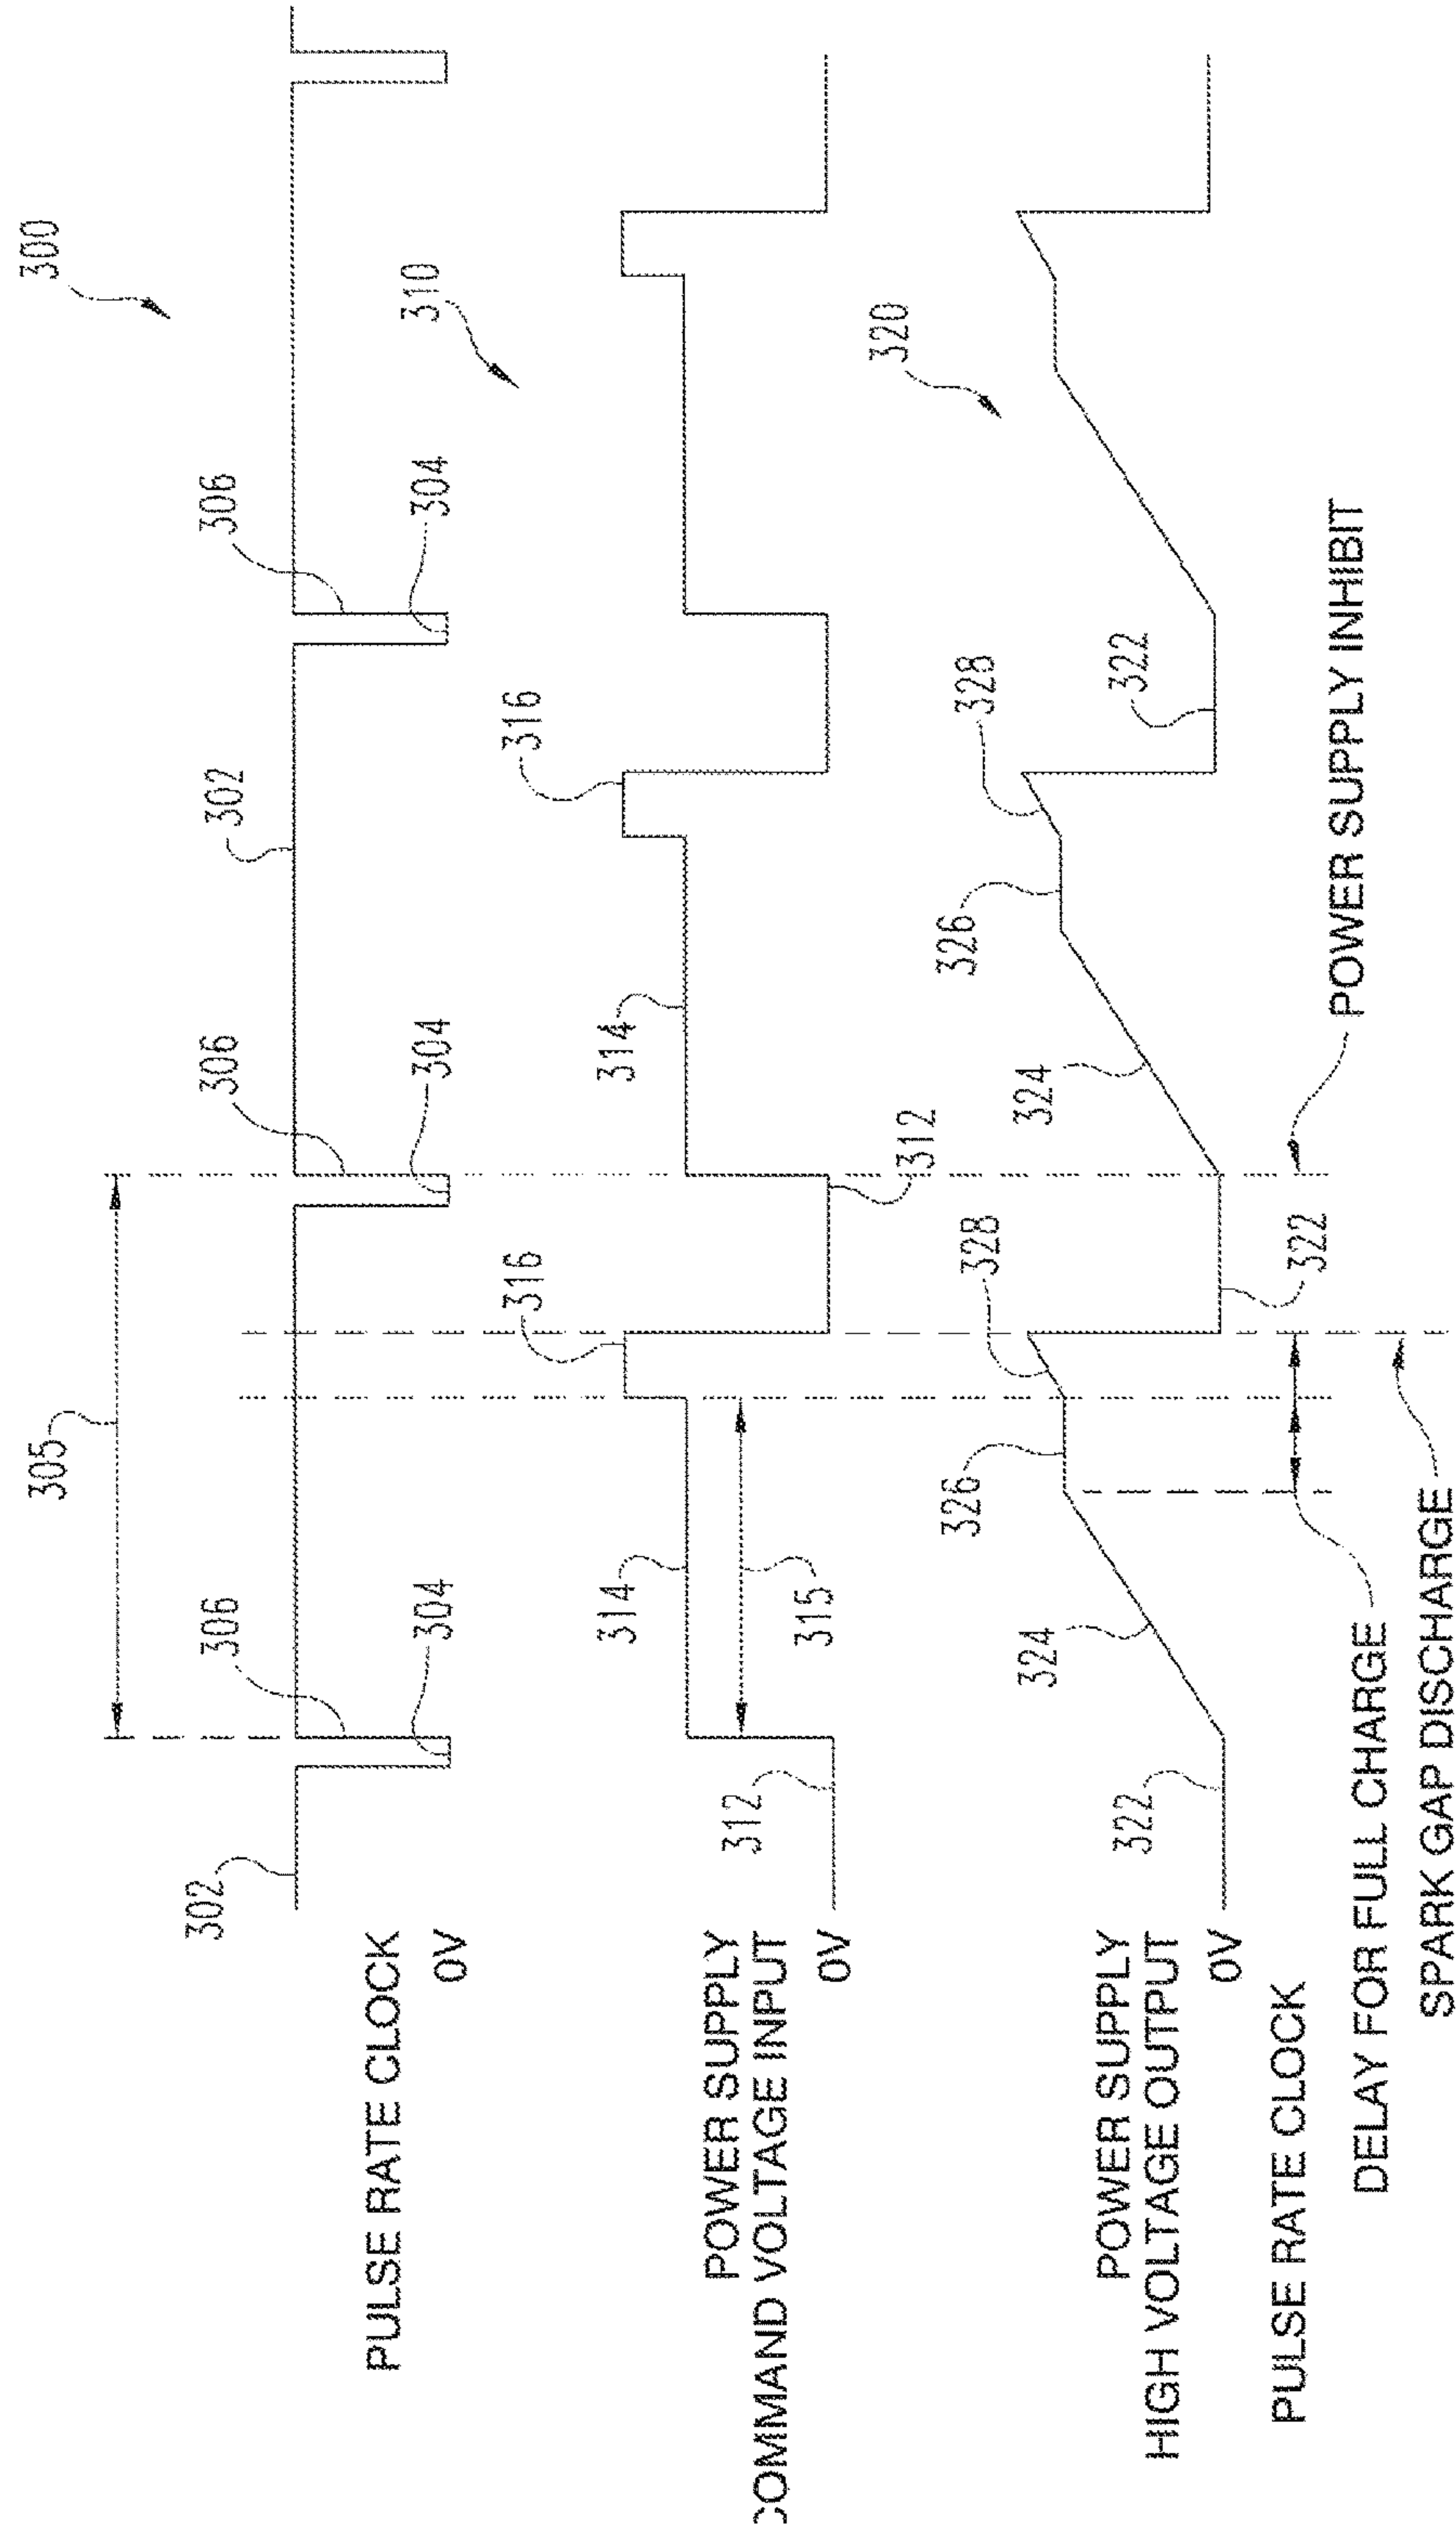 305
300
302
306
306
302
306
PULSE RATE CLOCK
0V
304
304
304
310
316
316
314
314
POWER SUPPLY
COMMAND VOLTAGE INPUT
0V
312
315
312
320
326
328
326
328
324
324
POWER SUPPLY
HIGH VOLTAGE OUTPUT
0V
322
322
322
PULSE RATE CLOCK
POWER SUPPLY INHIBIT
DELAY FOR FULL CHARGE
SPARK GAP DISCHARGE